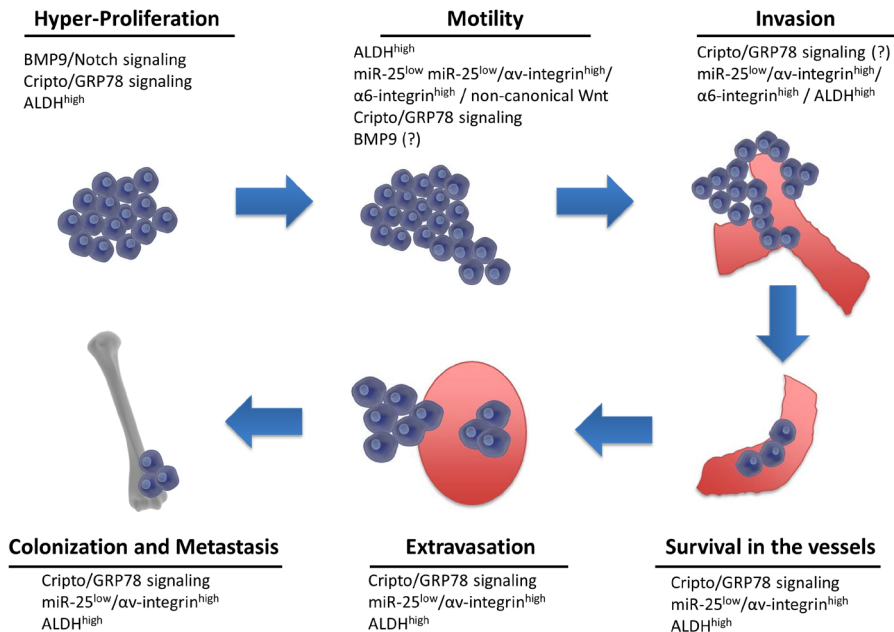 Hyper-Proliferation
BMP9/Notch signaling
Cripto/GRP78 signaling
ALDHhigh
Motility
ALDHhigh
miR-25low miR-25low/αv-integrinhigh/
α6-integrinhigh / non-canonical Wnt
Cripto/GRP78 signaling
BMP9 (?)
Invasion
Cripto/GRP78 signaling (?)
miR-25low/αv-integrinhigh/
α6-integrinhigh / ALDHhigh
Colonization and Metastasis
Cripto/GRP78 signaling
miR-25low/αv-integrinhigh
ALDHhigh
Extravasation
Cripto/GRP78 signaling
miR-25low/αv-integrinhigh
ALDHhigh
Survival in the vessels
Cripto/GRP78 signaling
miR-25low/αv-integrinhigh
ALDHhigh